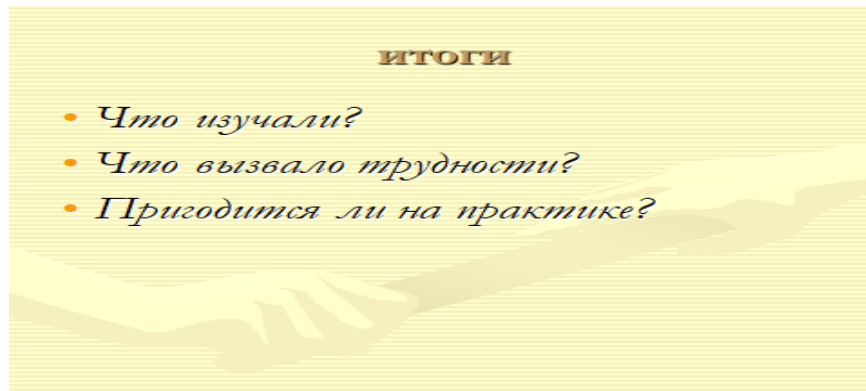 итоги
• Что изучали?
• Что вызвало трудности?
• Пригодится ли на практике?